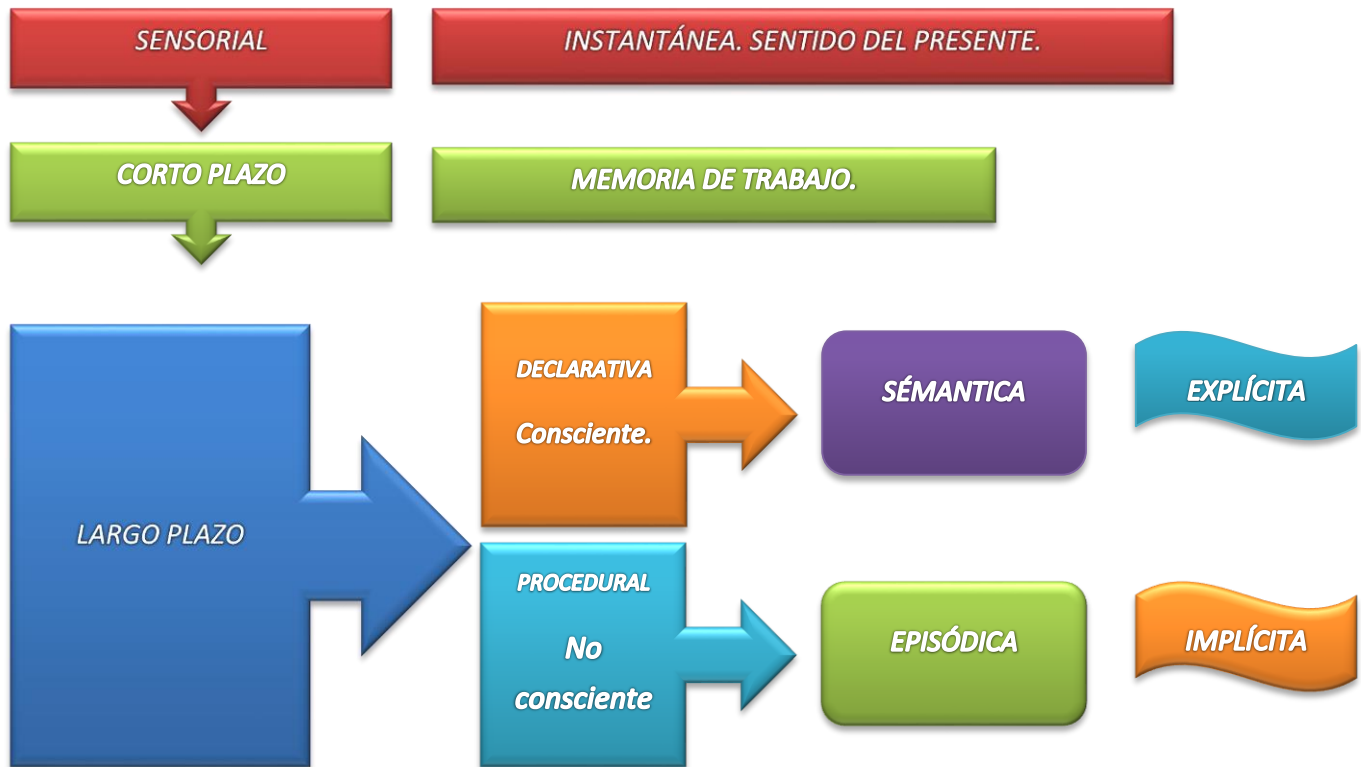 SENSORIAL
INSTANTÁNEA. SENTIDO DEL PRESENTE.
CORTO PLAZO
MEMORIA DE TRABAJO.
LARGO PLAZO
DECLARATIVA
Consciente.
SÉMANTICA
EXPLÍCITA
PROCEDURAL
No
consciente
EPISÓDICA
IMPLÍCITA